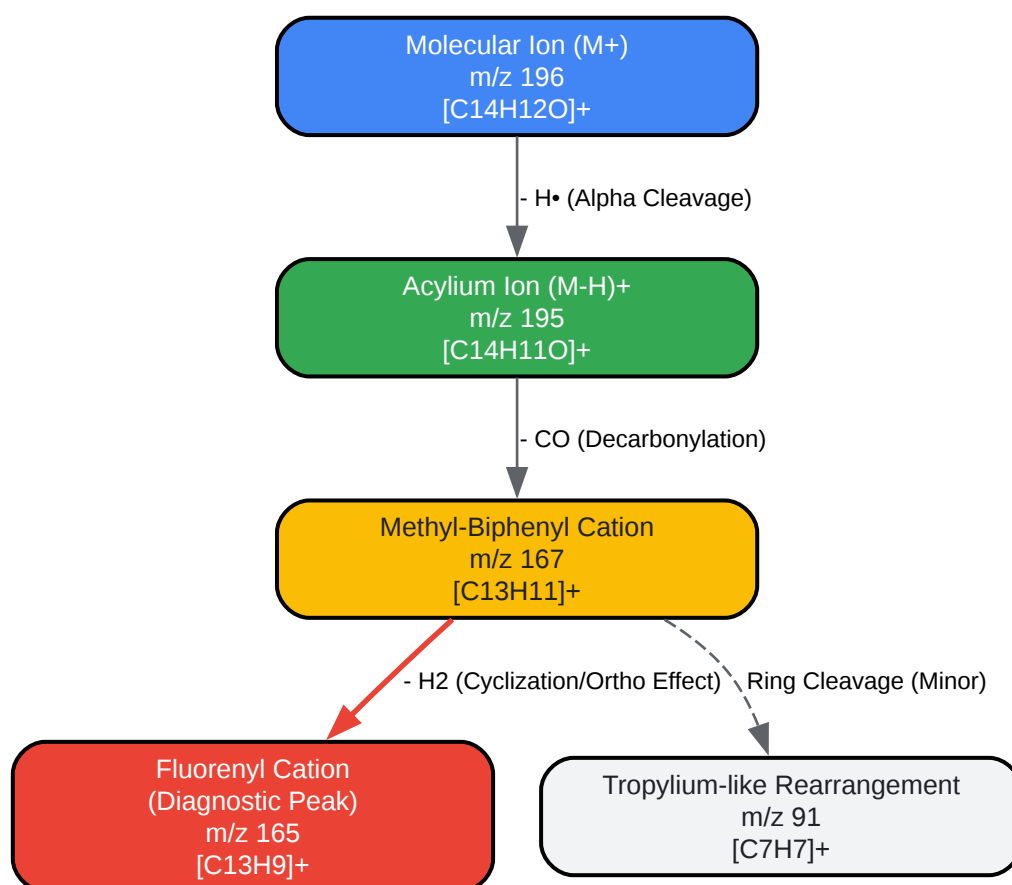 Molecular Ion (M+)
m/z 196
[C14H12O]+
- H• (Alpha Cleavage)
Acylium Ion (M-H)+
m/z 195
[C14H11O]+
- CO (Decarbonylation)
Methyl-Biphenyl Cation
m/z 167
[C13H11]+
- H2 (Cyclization/Ortho Effect)
Ring Cleavage (Minor)
Fluorenyl Cation
(Diagnostic Peak)
m/z 165
[C13H9]+
Tropylium-like Rearrangement
m/z 91
[C7H7]+